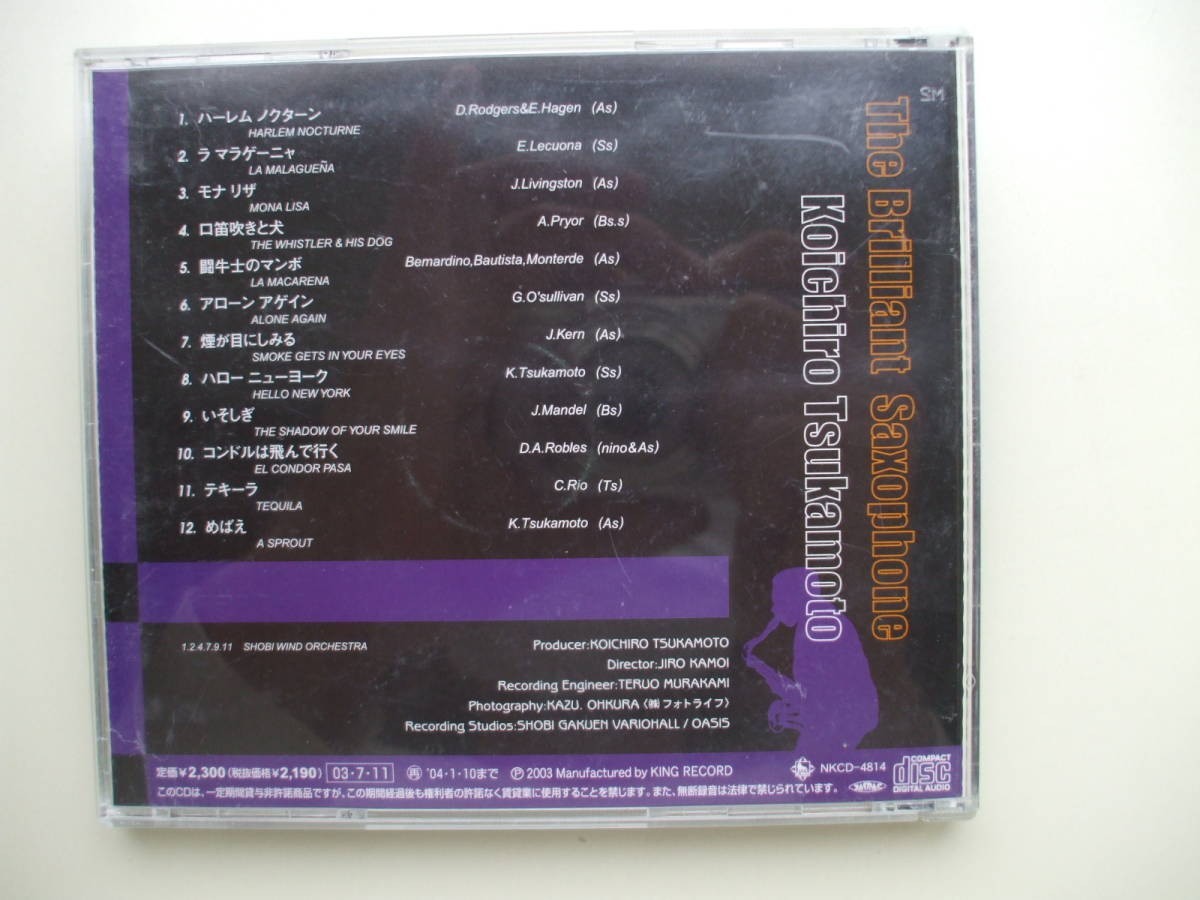 1. ハーレム ノクターン D.Rodgers&E.Hagen (As)
HARLEM NOCTURNE
2. ラ マラゲーニャ E.Lecuona (Ss)
LA MALAGUEÑA
3. モナ リザ J.Livingston (As)
MONA LISA
4. 口笛吹きと犬 A.Pryor (Bs.s)
THE WHISTLER & HIS DOG
5. 闘牛士のマンボ Bernardino,Bautista,Monterde (As)
LA MACARENA
6. アローン アゲイン G.O'sullivan (Ss)
ALONE AGAIN
7. 煙が目にしみる J.Kern (As)
SMOKE GETS IN YOUR EYES
8. ハロー ニューヨーク K.Tsukamoto (Ss)
HELLO NEW YORK
9. いそしぎ J.Mandel (Bs)
THE SHADOW OF YOUR SMILE
10. コンドルは飛んで行く D.A.Robles (nino&As)
EL CONDOR PASA
11. テキーラ C.Rio (Ts)
TEQUILA
12. めばえ K.Tsukamoto (As)
A SPROUT
The Brilliant Saxophone
Koichiro Tsukamoto
1.2.4.7.9.11 SHOBI WIND ORCHESTRA
Producer:KOICHIRO TSUKAMOTO
Director:JIRO KAMOI
Recording Engineer:TERUO MURAKAMI
Photography:KAZU. OHKURA〈㈱フォトライフ〉
Recording Studios:SHOBI GAKUEN VARIOHALL / OASIS
定価¥2,300(税抜価格¥2,190) 03・7・11 再 '04・1・10まで Ⓟ 2003 Manufactured by KING RECORD NKCD-4814
COMPACT disc DIGITAL AUDIO
このCDは、一定期間貸与非許諾商品ですが、この期間経過後も権利者の許諾なく賃貸業に使用することを禁じます。また、無断録音は法律で禁じられています。